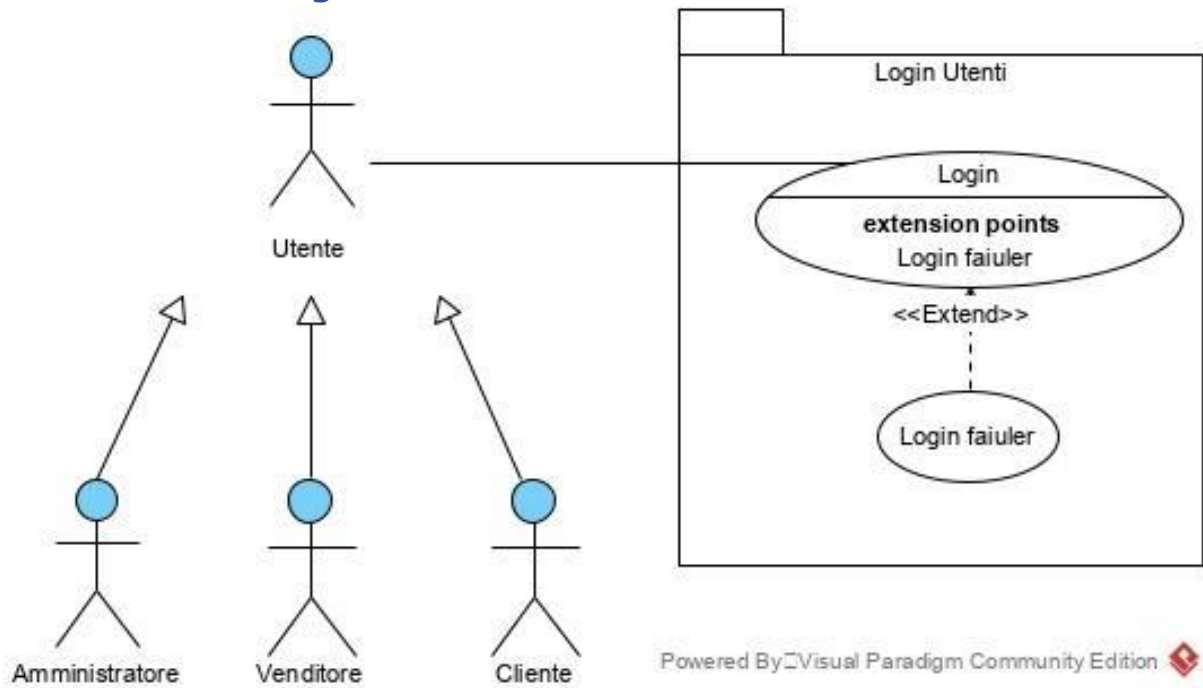 Utente
Amministratore
Venditore
Cliente
Login Utenti
Login
extension points
Login faiuler
<<Extend>>
Login faiuler
Powered By Visual Paradigm Community Edition